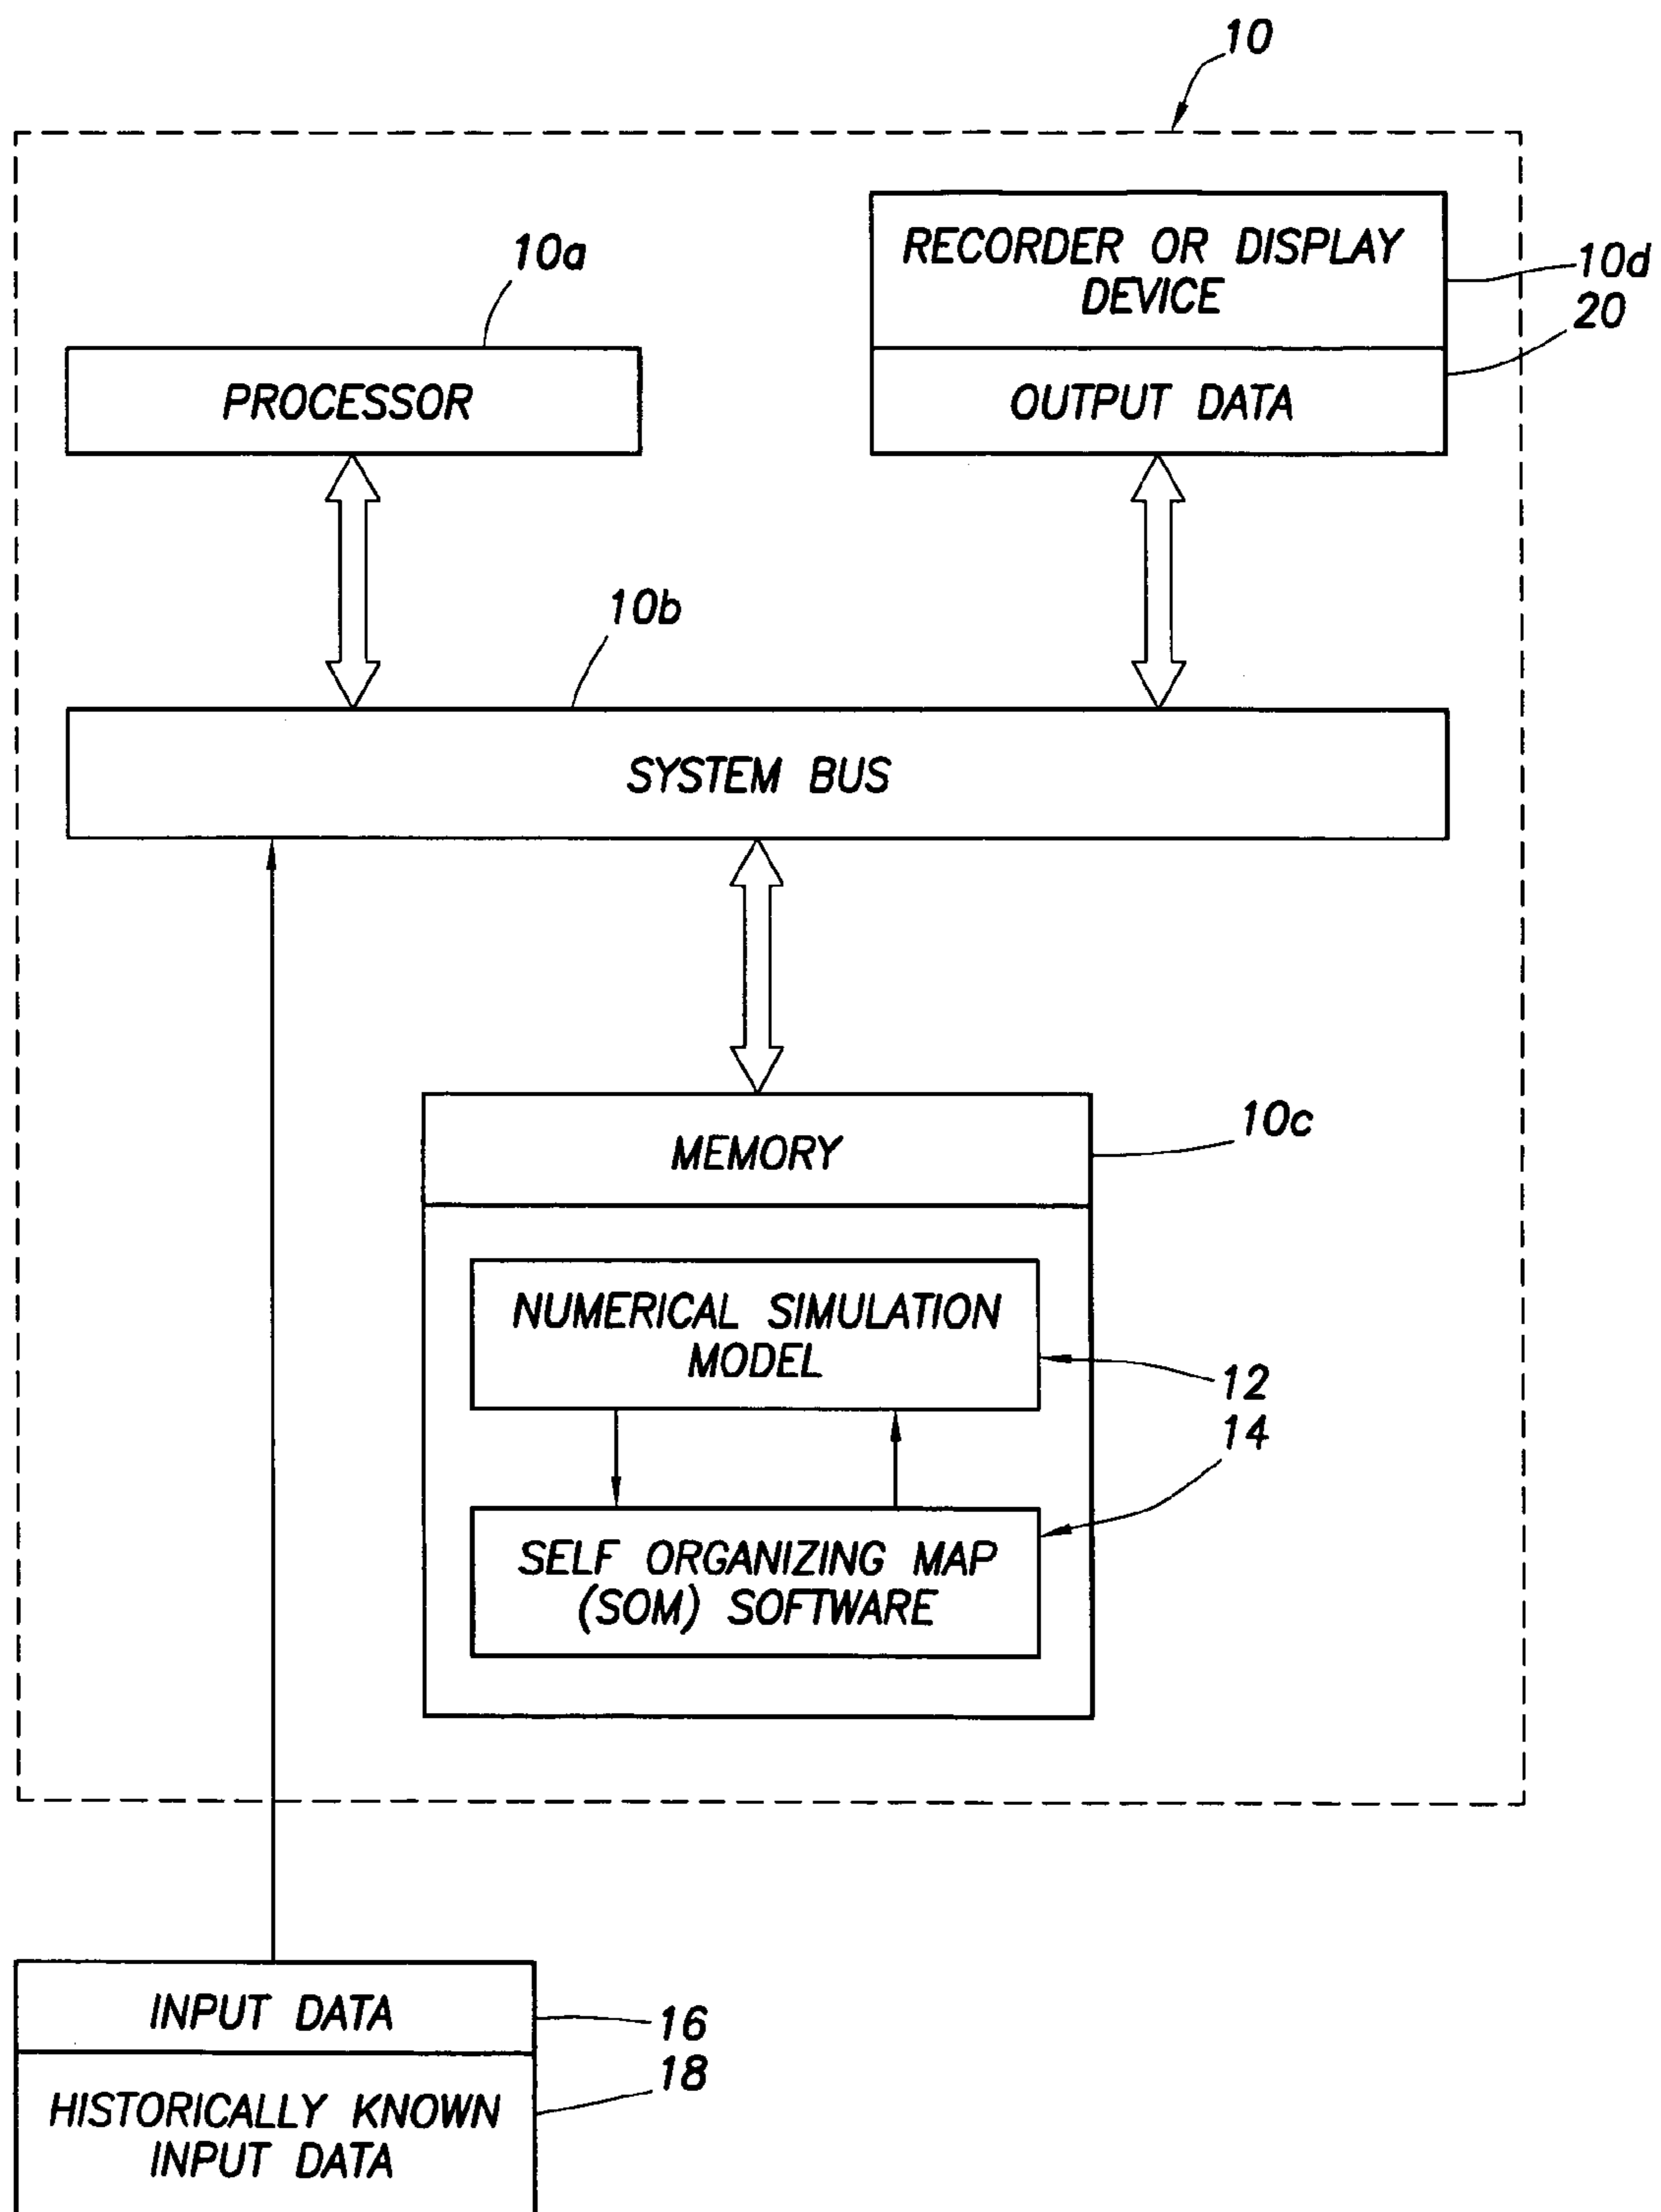 10
10a
RECORDER OR DISPLAY
DEVICE
10d
20
PROCESSOR
OUTPUT DATA
10b
SYSTEM BUS
10c
MEMORY
NUMERICAL SIMULATION
MODEL
12
14
SELF ORGANIZING MAP
(SOM) SOFTWARE
INPUT DATA
16
18
HISTORICALLY KNOWN
INPUT DATA